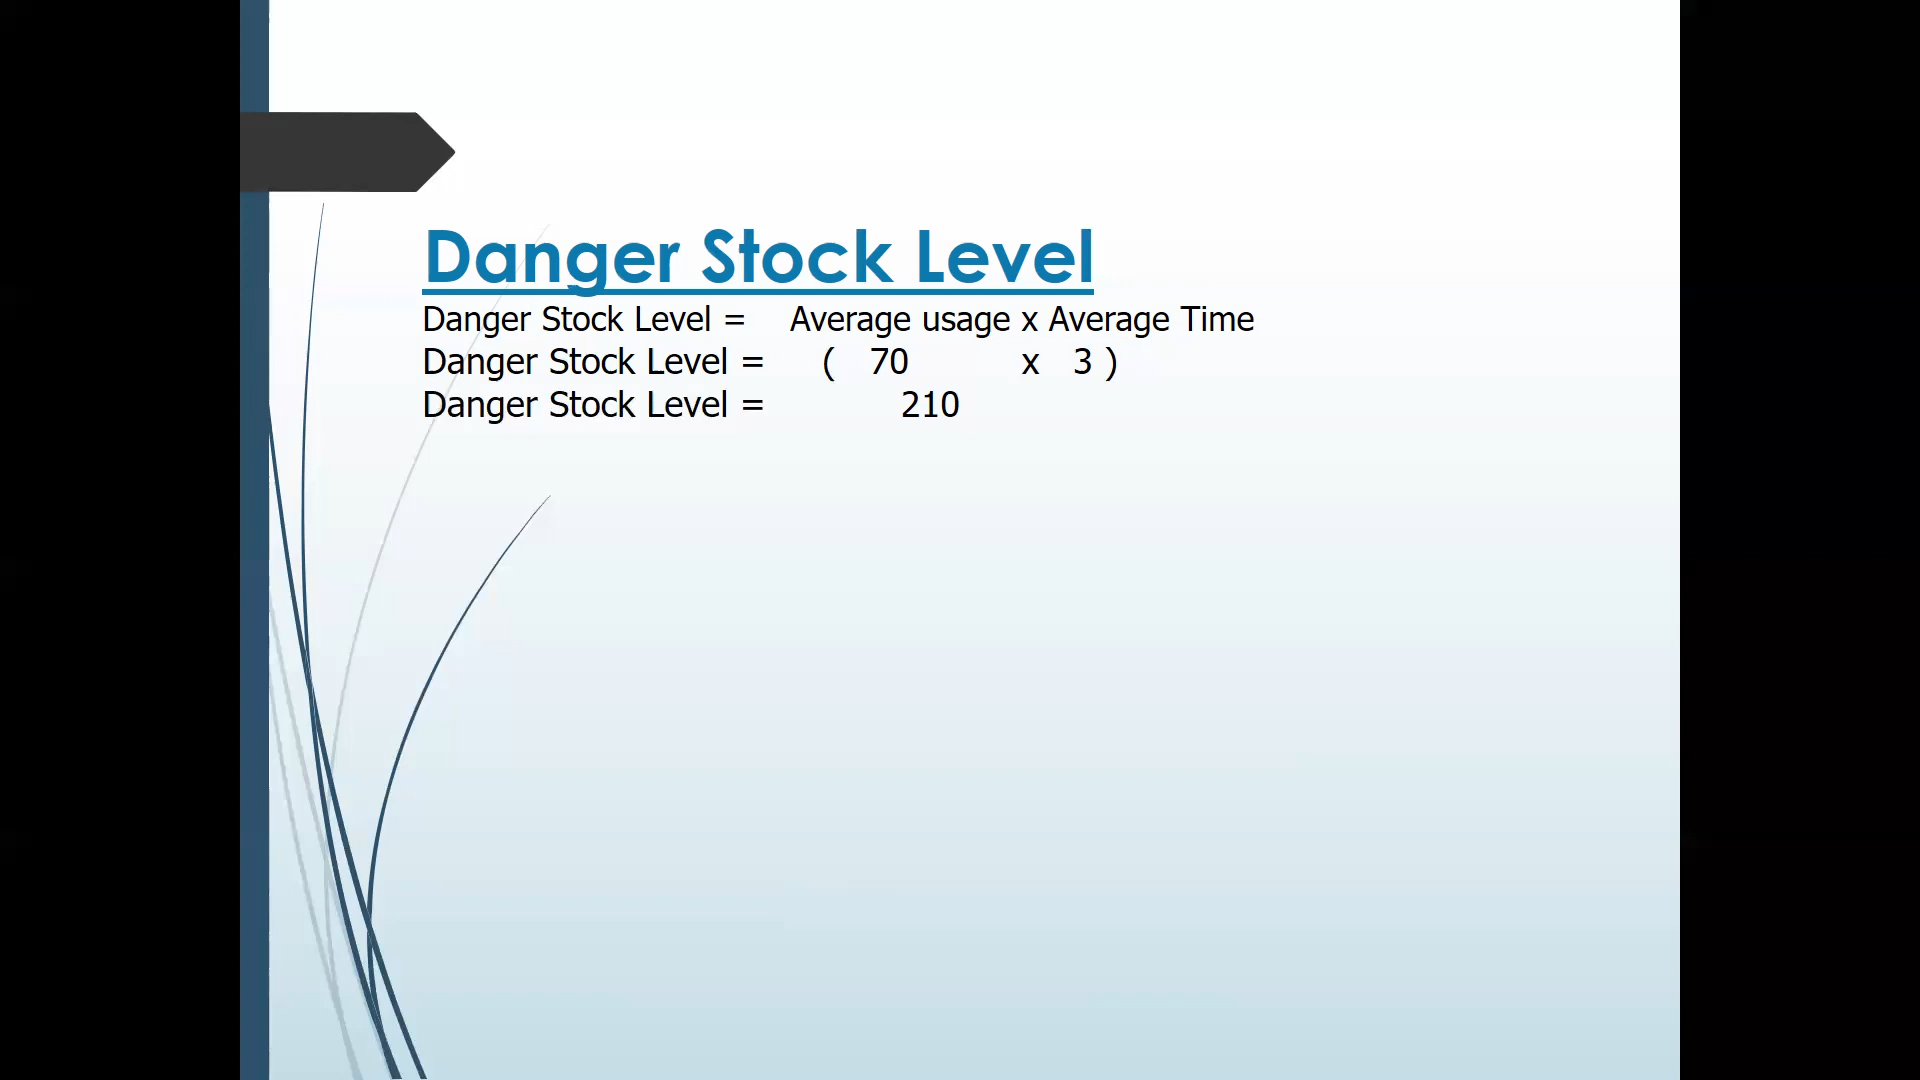 Danger Stock Level
Danger Stock Level = Average usage x Average Time
Danger Stock Level = ( 70 x 3 )
Danger Stock Level = 210